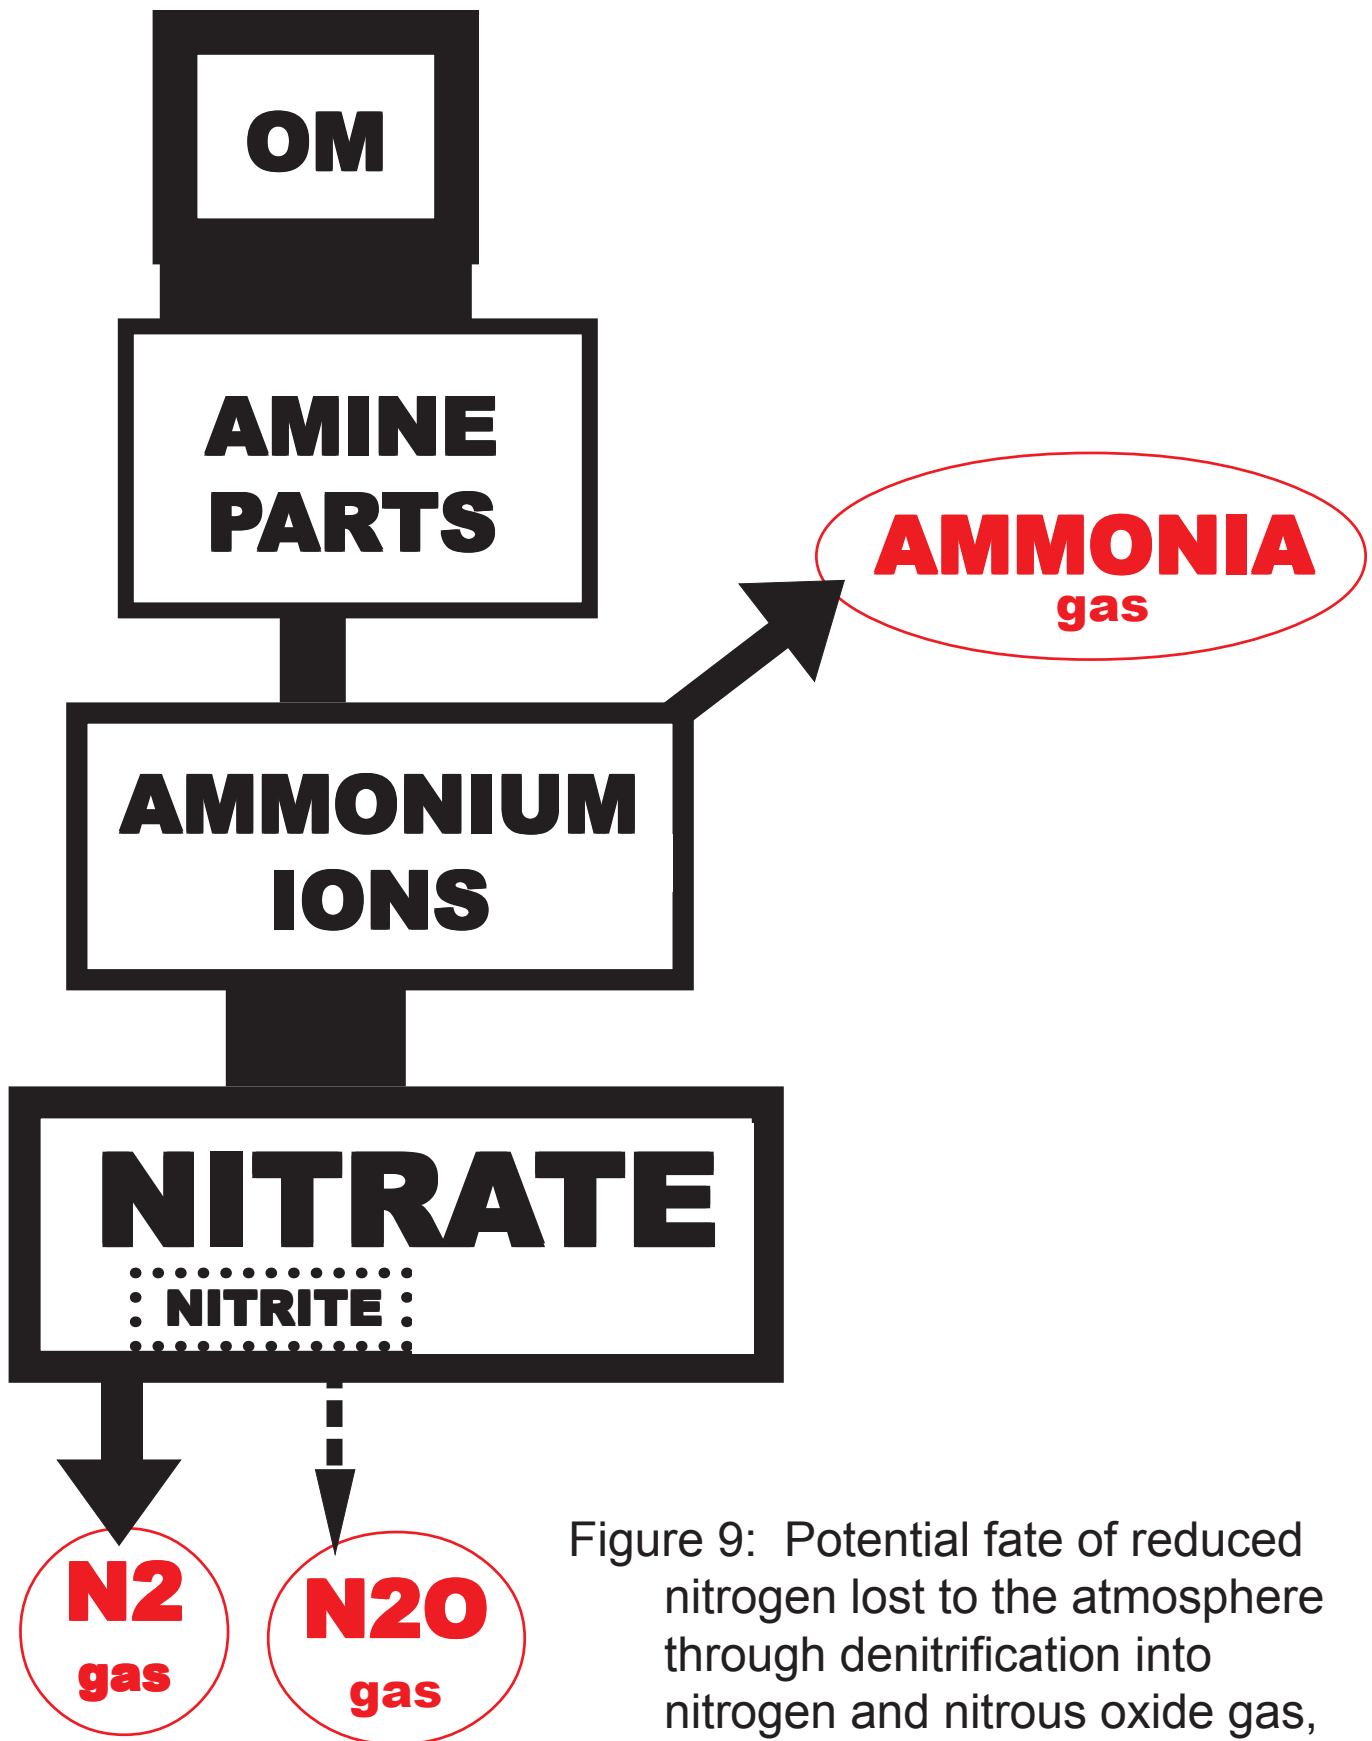 OM
AMINE
PARTS
AMMONIA
gas
AMMONIUM
IONS
NITRATE
NITRITE
N2
gas
N2O
gas
Figure 9:  Potential fate of reduced
nitrogen lost to the atmosphere
through denitrification into
nitrogen and nitrous oxide gas,